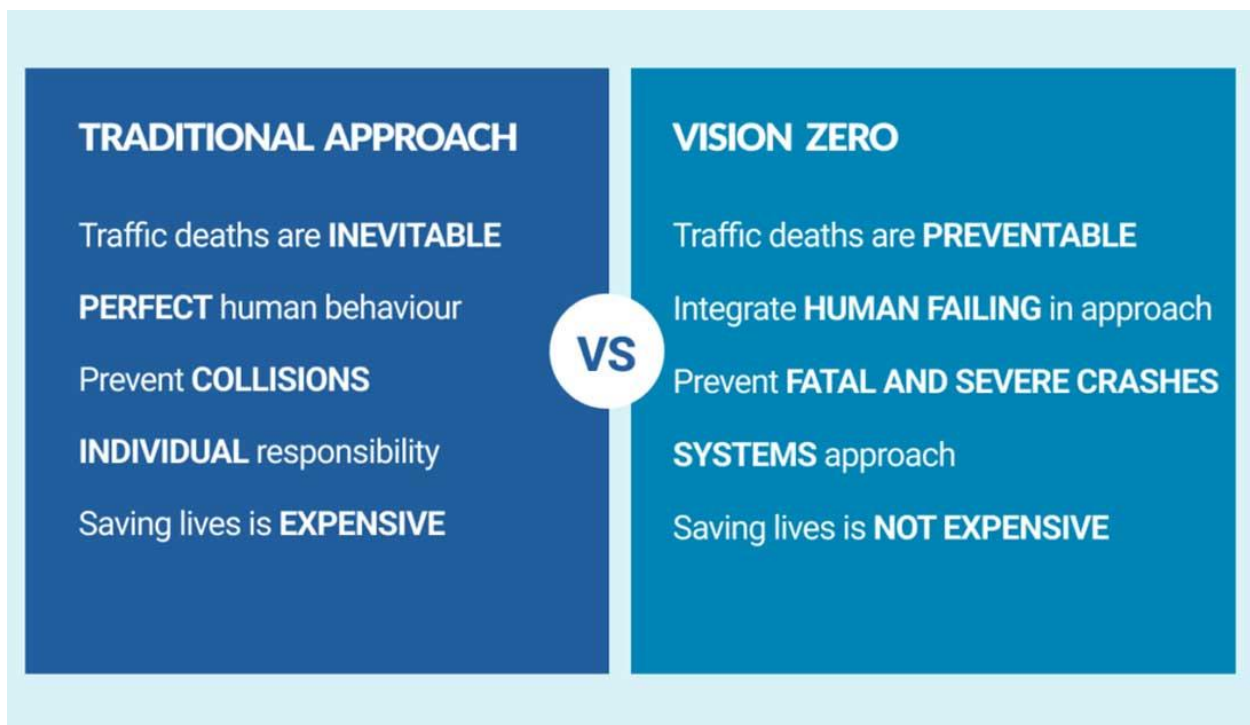 TRADITIONAL APPROACH
Traffic deaths are INEVITABLE
PERFECT human behaviour
Prevent COLLISIONS
INDIVIDUAL responsibility
Saving lives is EXPENSIVE
VS
VISION ZERO
Traffic deaths are PREVENTABLE
Integrate HUMAN FAILING in approach
Prevent FATAL AND SEVERE CRASHES
SYSTEMS approach
Saving lives is NOT EXPENSIVE